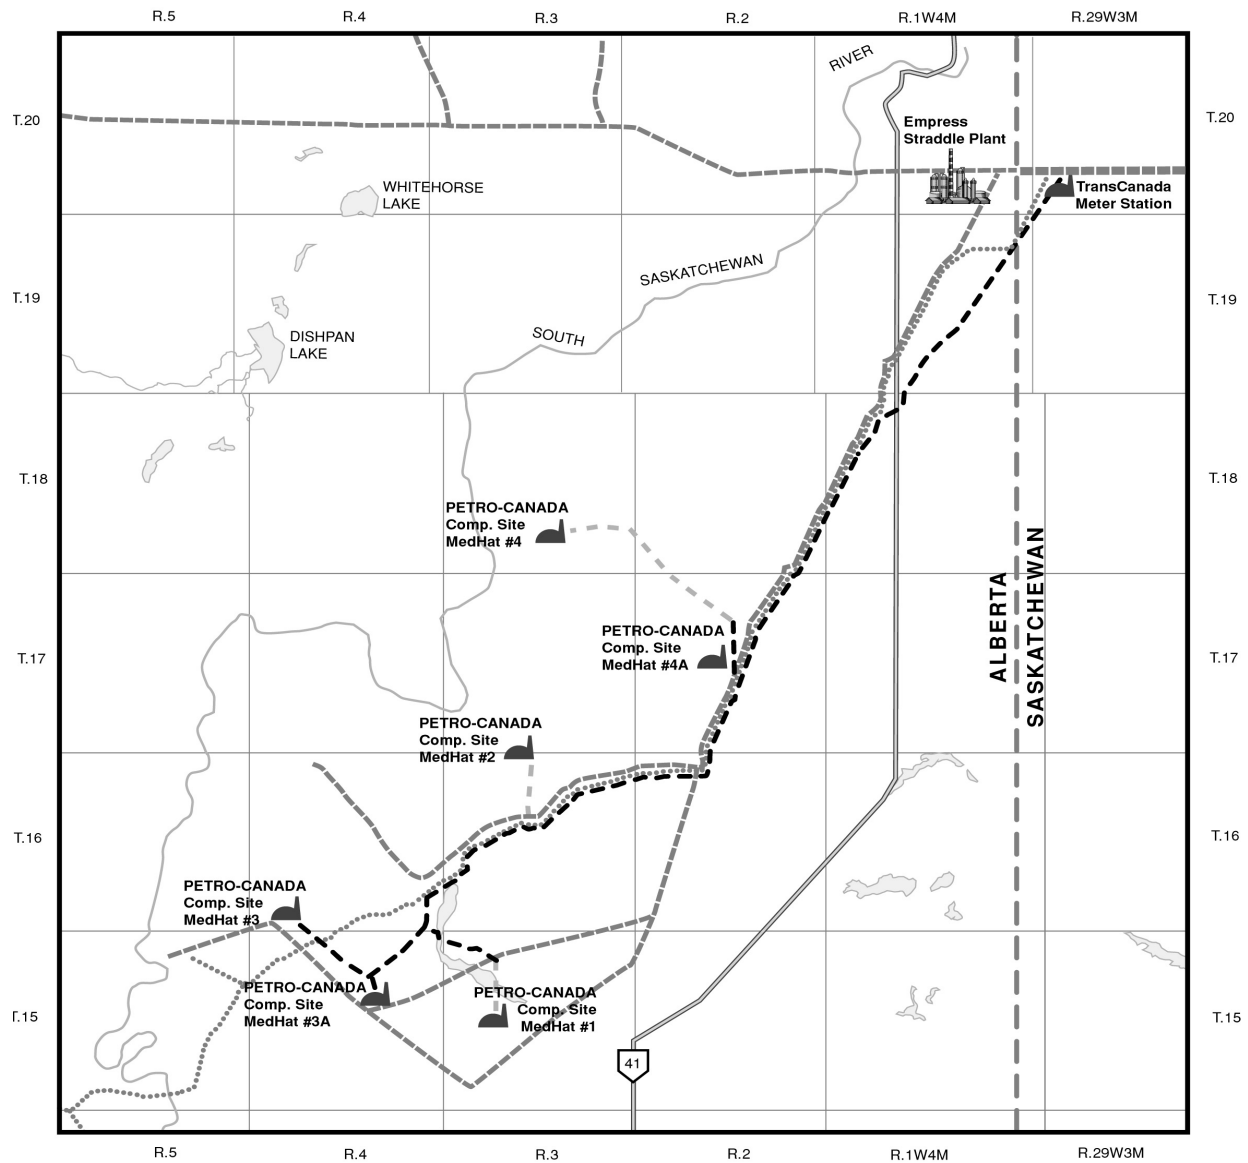 R.5 R.4 R.3 R.2 R.1W4M R.29W3M
RIVER
T.20 T.20
Empress
Straddle Plant
WHITEHORSE
LAKE
TransCanada
Meter Station
SASKATCHEWAN
T.19 T.19
SOUTH
DISHPAN
LAKE
T.18 T.18
PETRO-CANADA
Comp. Site
MedHat #4
ALBERTA
SASKATCHEWAN
PETRO-CANADA
Comp. Site
MedHat #4A
T.17 T.17
PETRO-CANADA
Comp. Site
MedHat #2
T.16 T.16
PETRO-CANADA
Comp. Site
MedHat #3
PETRO-CANADA
Comp. Site
MedHat #3A
PETRO-CANADA
Comp. Site
MedHat #1
T.15 T.15
41
R.5 R.4 R.3 R.2 R.1W4M R.29W3M